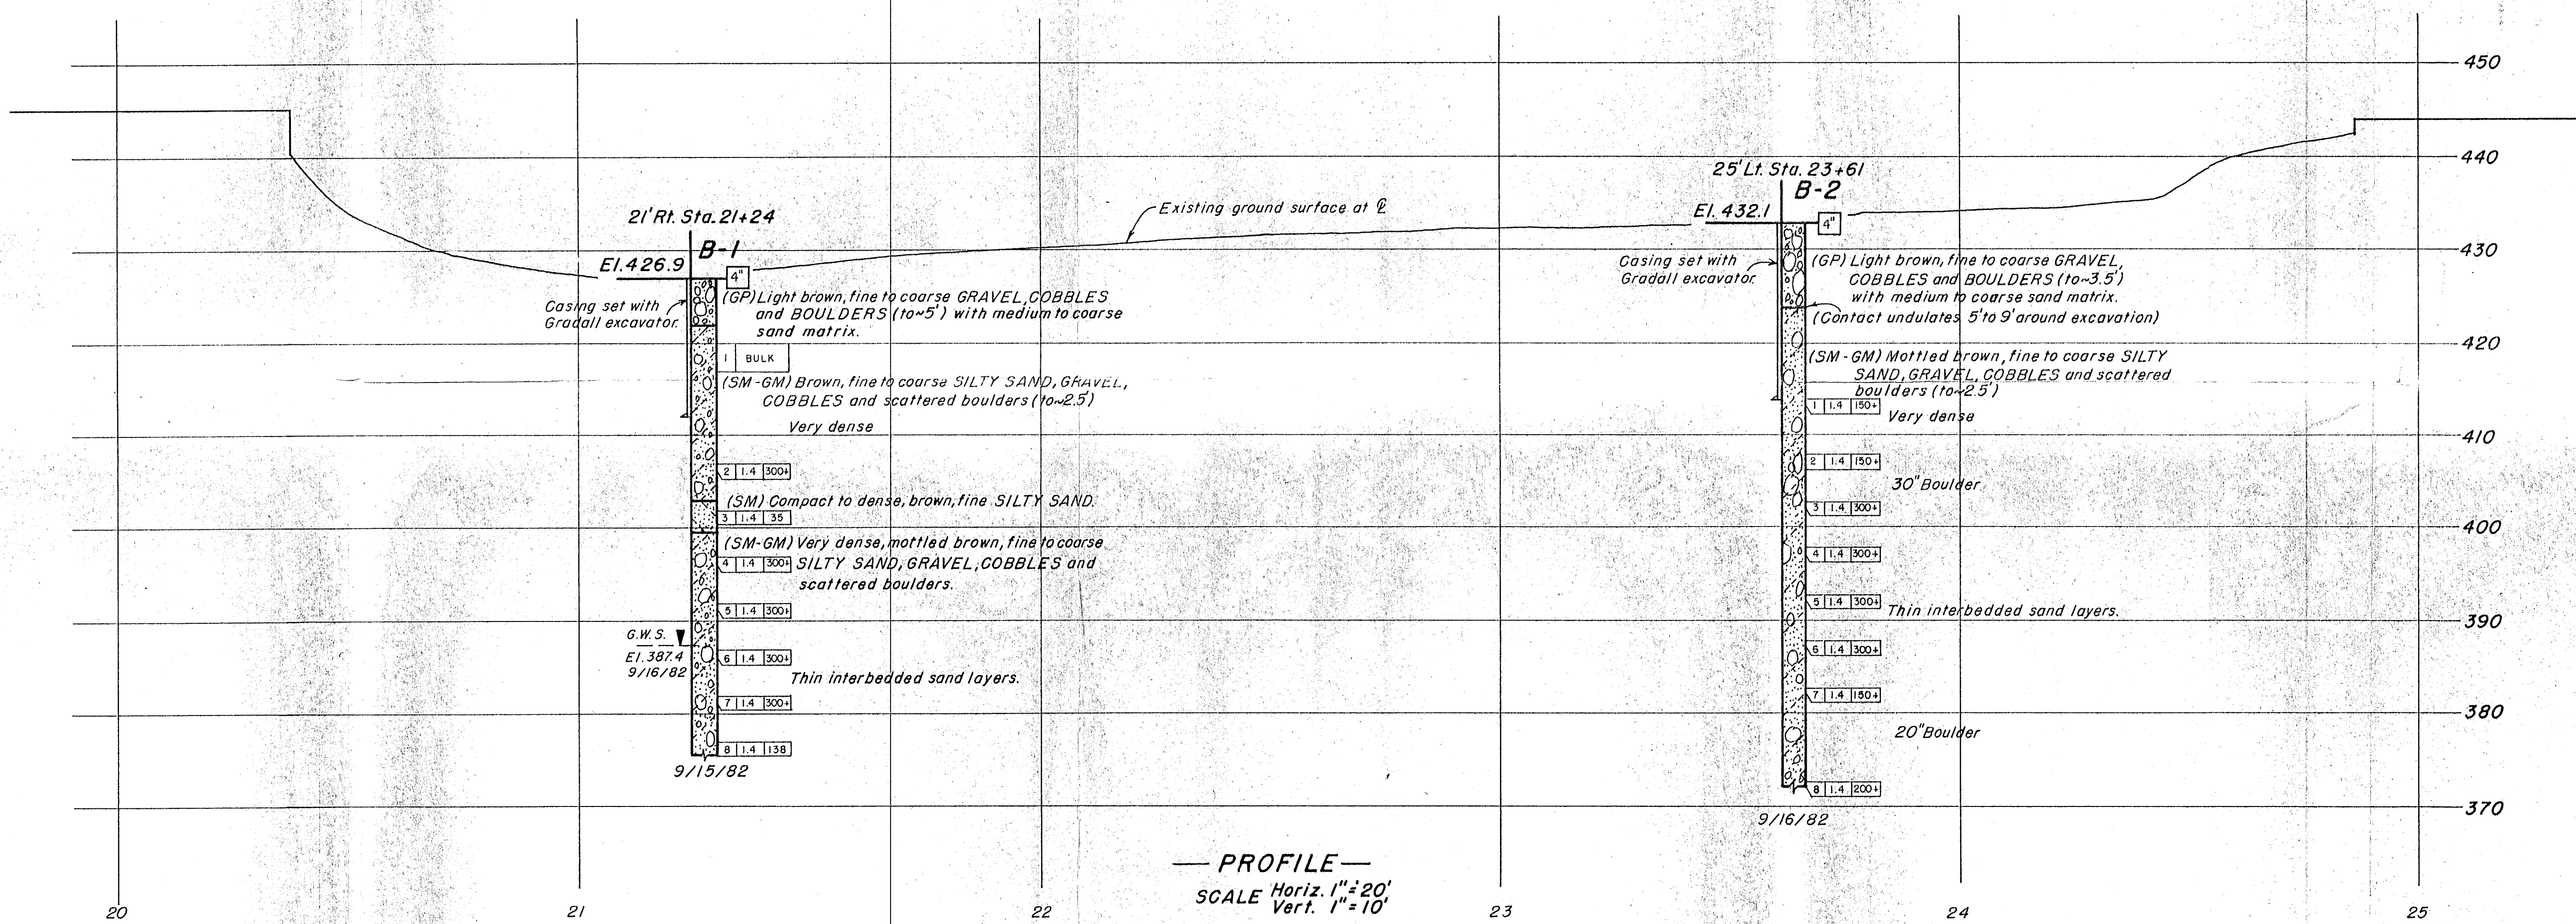 450
440
430
420
410
400
390
380
370
21' Rt. Sta. 21+24
B-1
El. 426.9
4"
Casing set with
Gradall excavator.
(GP) Light brown, fine to coarse GRAVEL, COBBLES
and BOULDERS (to~5') with medium to coarse
sand matrix.
1 BULK
(SM-GM) Brown, fine to coarse SILTY SAND, GRAVEL,
COBBLES and scattered boulders (to~2.5')
Very dense
2 1.4 300+
(SM) Compact to dense, brown, fine SILTY SAND.
3 1.4 35
(SM-GM) Very dense, mottled brown, fine to coarse
4 1.4 300+ SILTY SAND, GRAVEL, COBBLES and
scattered boulders.
5 1.4 300+
G.W.S.
El. 387.4
9/16/82
6 1.4 300+
Thin interbedded sand layers.
7 1.4 300+
8 1.4 138
9/15/82
Existing ground surface at ℄
25' Lt. Sta. 23+61
B-2
El. 432.1
4"
Casing set with
Gradall excavator.
(GP) Light brown, fine to coarse GRAVEL,
COBBLES and BOULDERS (to~3.5')
with medium to coarse sand matrix.
(Contact undulates 5' to 9' around excavation)
(SM-GM) Mottled brown, fine to coarse SILTY
SAND, GRAVEL, COBBLES and scattered
boulders (to~2.5')
1 1.4 150+
Very dense
2 1.4 150+
30" Boulder
3 1.4 300+
4 1.4 300+
5 1.4 300+
Thin interbedded sand layers.
6 1.4 300+
7 1.4 150+
20" Boulder
8 1.4 200+
9/16/82
— PROFILE —
SCALE Horiz. 1" = 20'
Vert. 1" = 10'
20 21 22 23 24 25